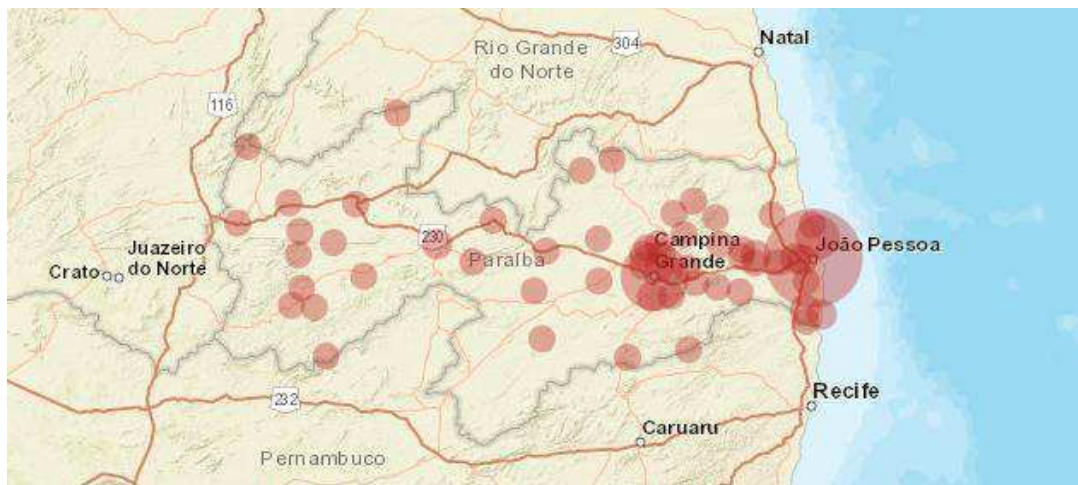 Natal
Rio Grande
do Norte
304
116
230
Campina
Grande
João Pessoa
Paraíba
Juazeiro
do Norte
Crato
232
Recife
Caruaru
Pernambuco